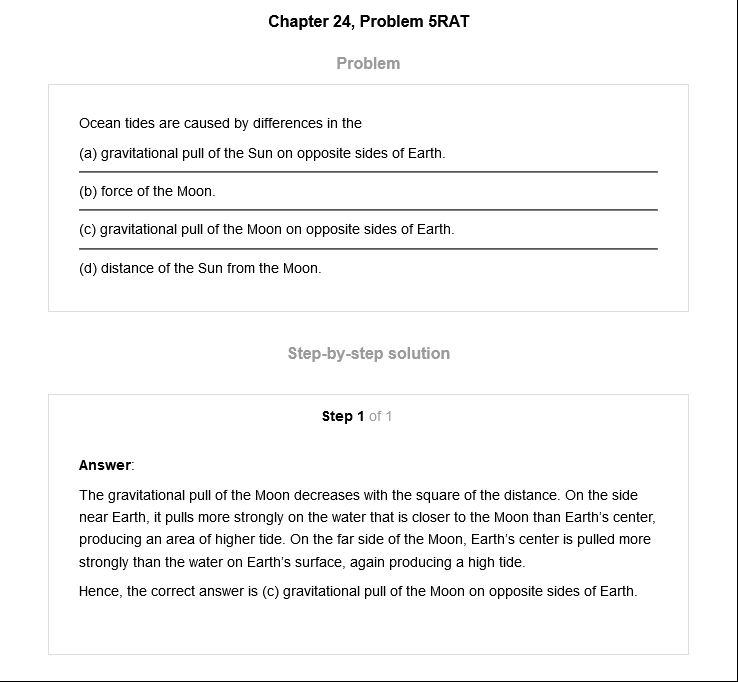 Chapter 24, Problem 5RAT
Problem
Ocean tides are caused by differences in the
(a) gravitational pull of the Sun on opposite sides of Earth.
(b) force of the Moon.
(c) gravitational pull of the Moon on opposite sides of Earth.
(d) distance of the Sun from the Moon.
Step-by-step solution
Step 1 of 1
Answer:
The gravitational pull of the Moon decreases with the square of the distance. On the side
near Earth, it pulls more strongly on the water that is closer to the Moon than Earth's center,
producing an area of higher tide. On the far side of the Moon, Earth's center is pulled more
strongly than the water on Earth's surface, again producing a high tide.
Hence, the correct answer is (c) gravitational pull of the Moon on opposite sides of Earth.